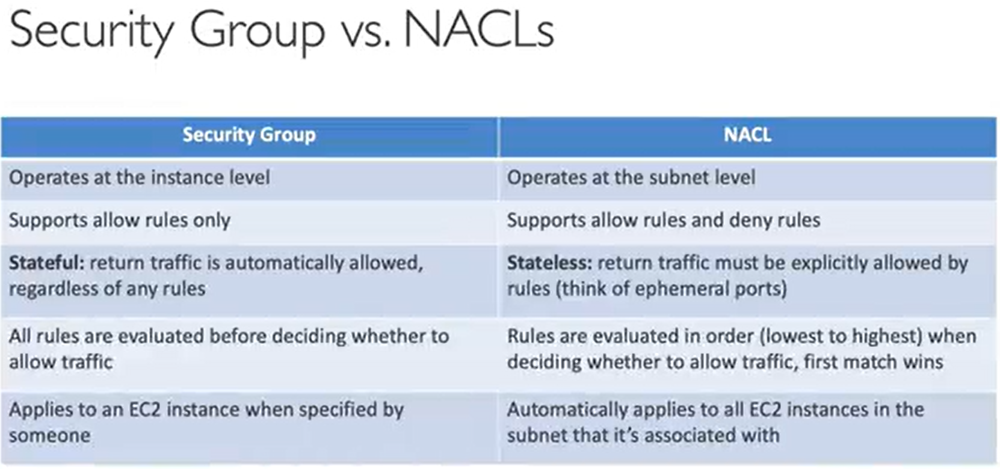 Security Group vs. NACLs
Security Group
NACL
Operates at the instance level
Operates at the subnet level
Supports allow rules only
Supports allow rules and deny rules
Stateful: return traffic is automatically allowed,
regardless of any rules
Stateless: return traffic must be explicitly allowed by
rules (think of ephemeral ports)
All rules are evaluated before deciding whether to
allow traffic
Rules are evaluated in order (lowest to highest) when
deciding whether to allow traffic, first match wins
Applies to an EC2 instance when specified by
someone
Automatically applies to all EC2 instances in the
subnet that it's associated with